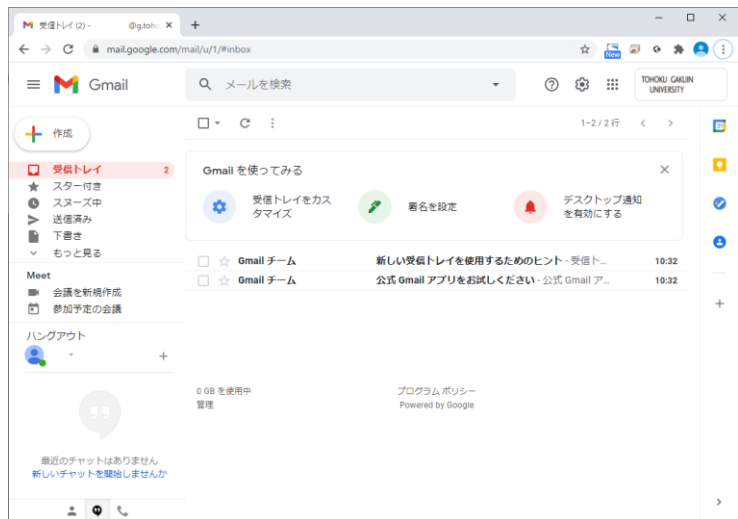 受信トレイ (2) - @g.toho
mail.google.com/mail/u/1/#inbox
New
Gmail
メールを検索
TOHOKU GAKUIN
UNIVERSITY
作成
1-2 / 2 行
受信トレイ 2
スター付き
スヌーズ中
送信済み
下書き
もっと見る
Meet
会議を新規作成
参加予定の会議
ハングアウト
最近のチャットはありません
新しいチャットを開始しませんか
Gmail を使ってみる
受信トレイをカス
タマイズ
署名を設定
デスクトップ通知
を有効にする
Gmail チーム 新しい受信トレイを使用するためのヒント - 受信ト... 10:32
Gmail チーム 公式 Gmail アプリをお試しください - 公式 Gmail ア... 10:32
0 GB を使用中
管理
プログラム ポリシー
Powered by Google